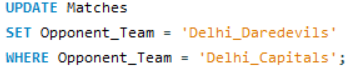 UPDATE Matches
SET Opponent_Team = 'Delhi_Daredevils'
WHERE Opponent_Team = 'Delhi_Capitals';